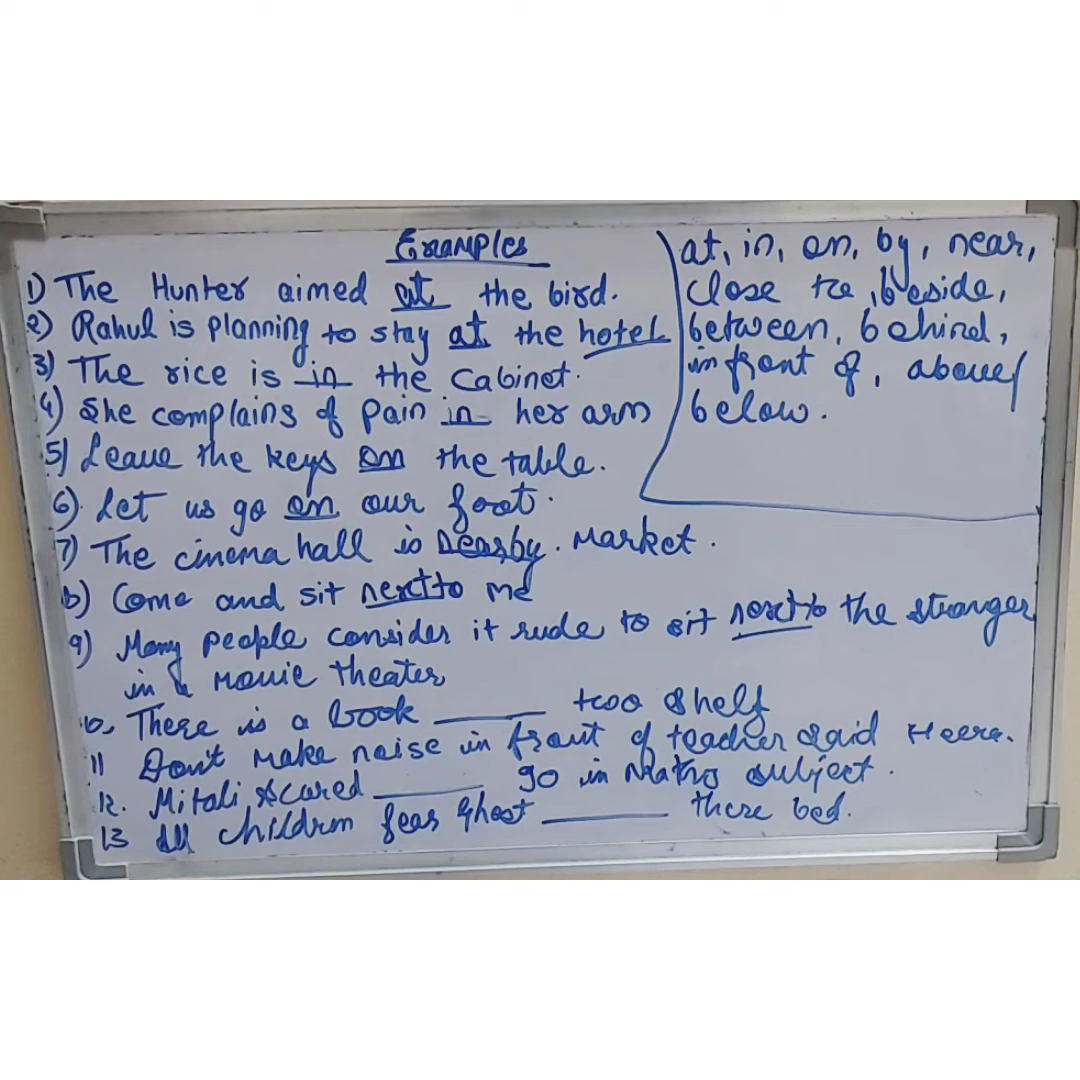 Examples
1) The Hunter aimed at the bird.
2) Rahul is planning to stay at the hotel
3) The rice is in the Cabinet.
4) She complains of pain in her arm
5) Leave the keys on the table.
6) Let us go on our foot.
7) The cinema hall is nearby. Market.
8) Come and sit next to me
9) Many people consider it rude to sit next to the stranger
in a movie theater
10, There is a book ______ two shelf
11 Don't make noise in front of teacher said Heera.
12. Mitali scared ______ go in Maths subject.
13 All children fear ghost ______ there bed.
at, in, on, by, near,
close to, beside,
between, behind,
in front of, above/
below.